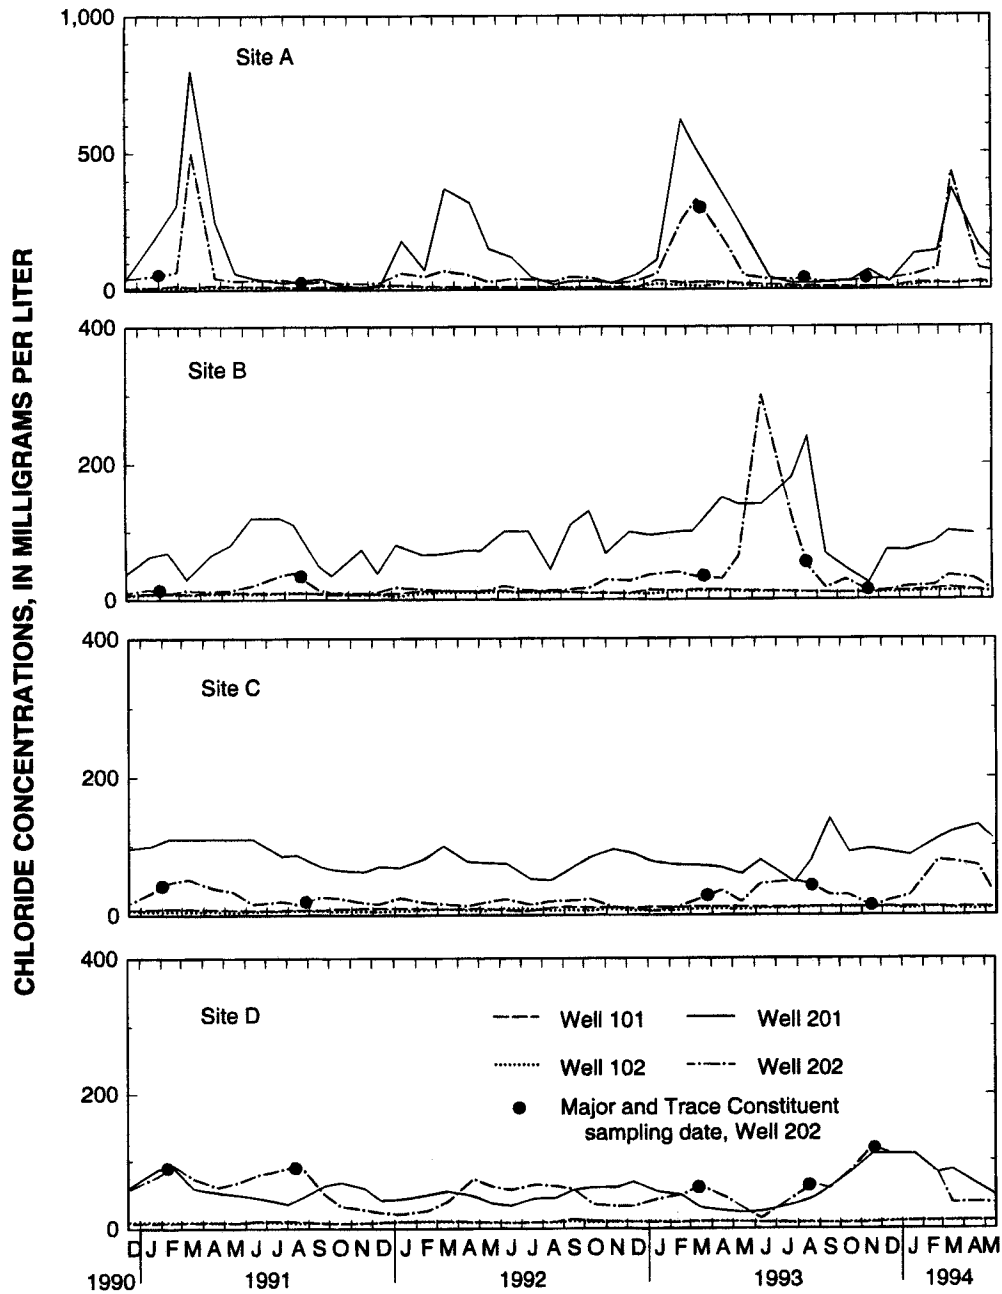 CHLORIDE CONCENTRATIONS, IN MILLIGRAMS PER LITER
1,000
Site A
500
0
400
Site B
200
0
400
Site C
200
0
400
Site D
Well 101
Well 201
Well 102
Well 202
200
Major and Trace Constituent
sampling date, Well 202
0
D J F M A M J J A S O N D J F M A M J J A S O N D J F M A M J J A S O N D J F M A M
1990 1991 1992 1993 1994